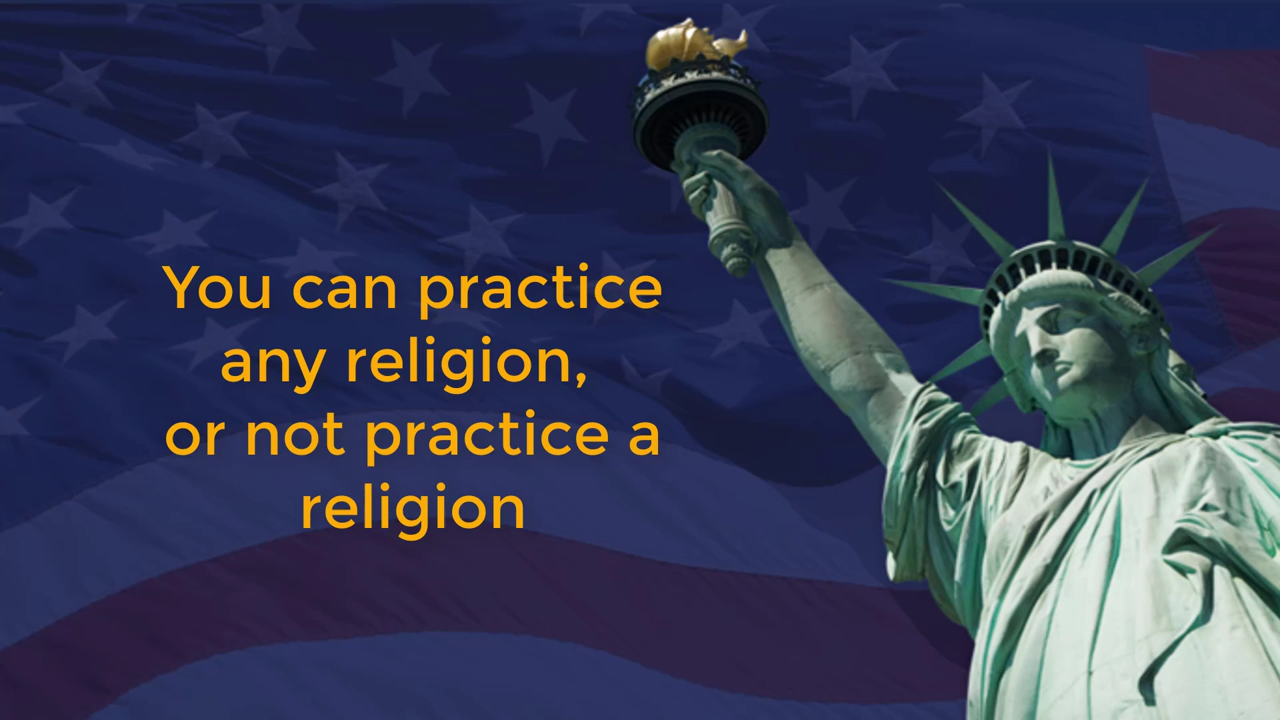 You can practice
any religion,
or not practice a
religion